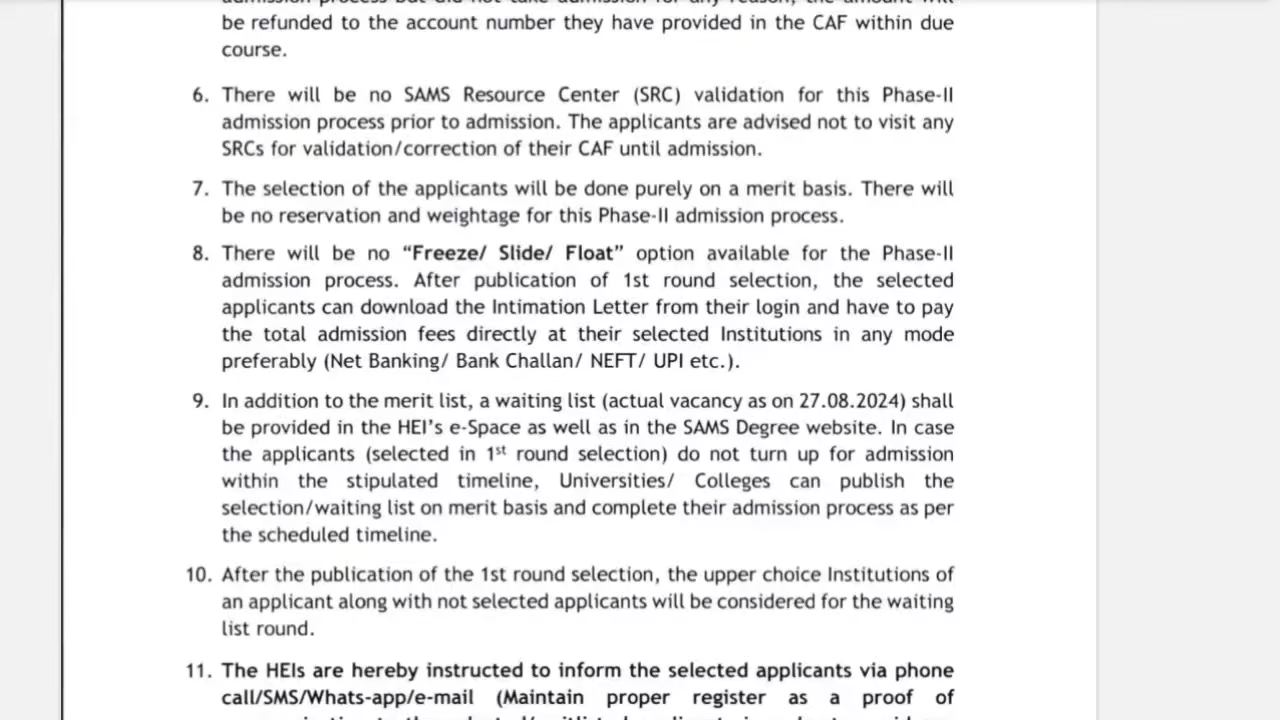 be refunded to the account number they have provided in the CAF within due
course.
6. There will be no SAMS Resource Center (SRC) validation for this Phase-II
admission process prior to admission. The applicants are advised not to visit any
SRCs for validation/correction of their CAF until admission.
7. The selection of the applicants will be done purely on a merit basis. There will
be no reservation and weightage for this Phase-II admission process.
8. There will be no “Freeze/ Slide/ Float” option available for the Phase-II
admission process. After publication of 1st round selection, the selected
applicants can download the Intimation Letter from their login and have to pay
the total admission fees directly at their selected Institutions in any mode
preferably (Net Banking/ Bank Challan/ NEFT/ UPI etc.).
9. In addition to the merit list, a waiting list (actual vacancy as on 27.08.2024) shall
be provided in the HEI’s e-Space as well as in the SAMS Degree website. In case
the applicants (selected in 1st round selection) do not turn up for admission
within the stipulated timeline, Universities/ Colleges can publish the
selection/waiting list on merit basis and complete their admission process as per
the scheduled timeline.
10. After the publication of the 1st round selection, the upper choice Institutions of
an applicant along with not selected applicants will be considered for the waiting
list round.
11. The HEIs are hereby instructed to inform the selected applicants via phone
call/SMS/Whats-app/e-mail (Maintain proper register as a proof of